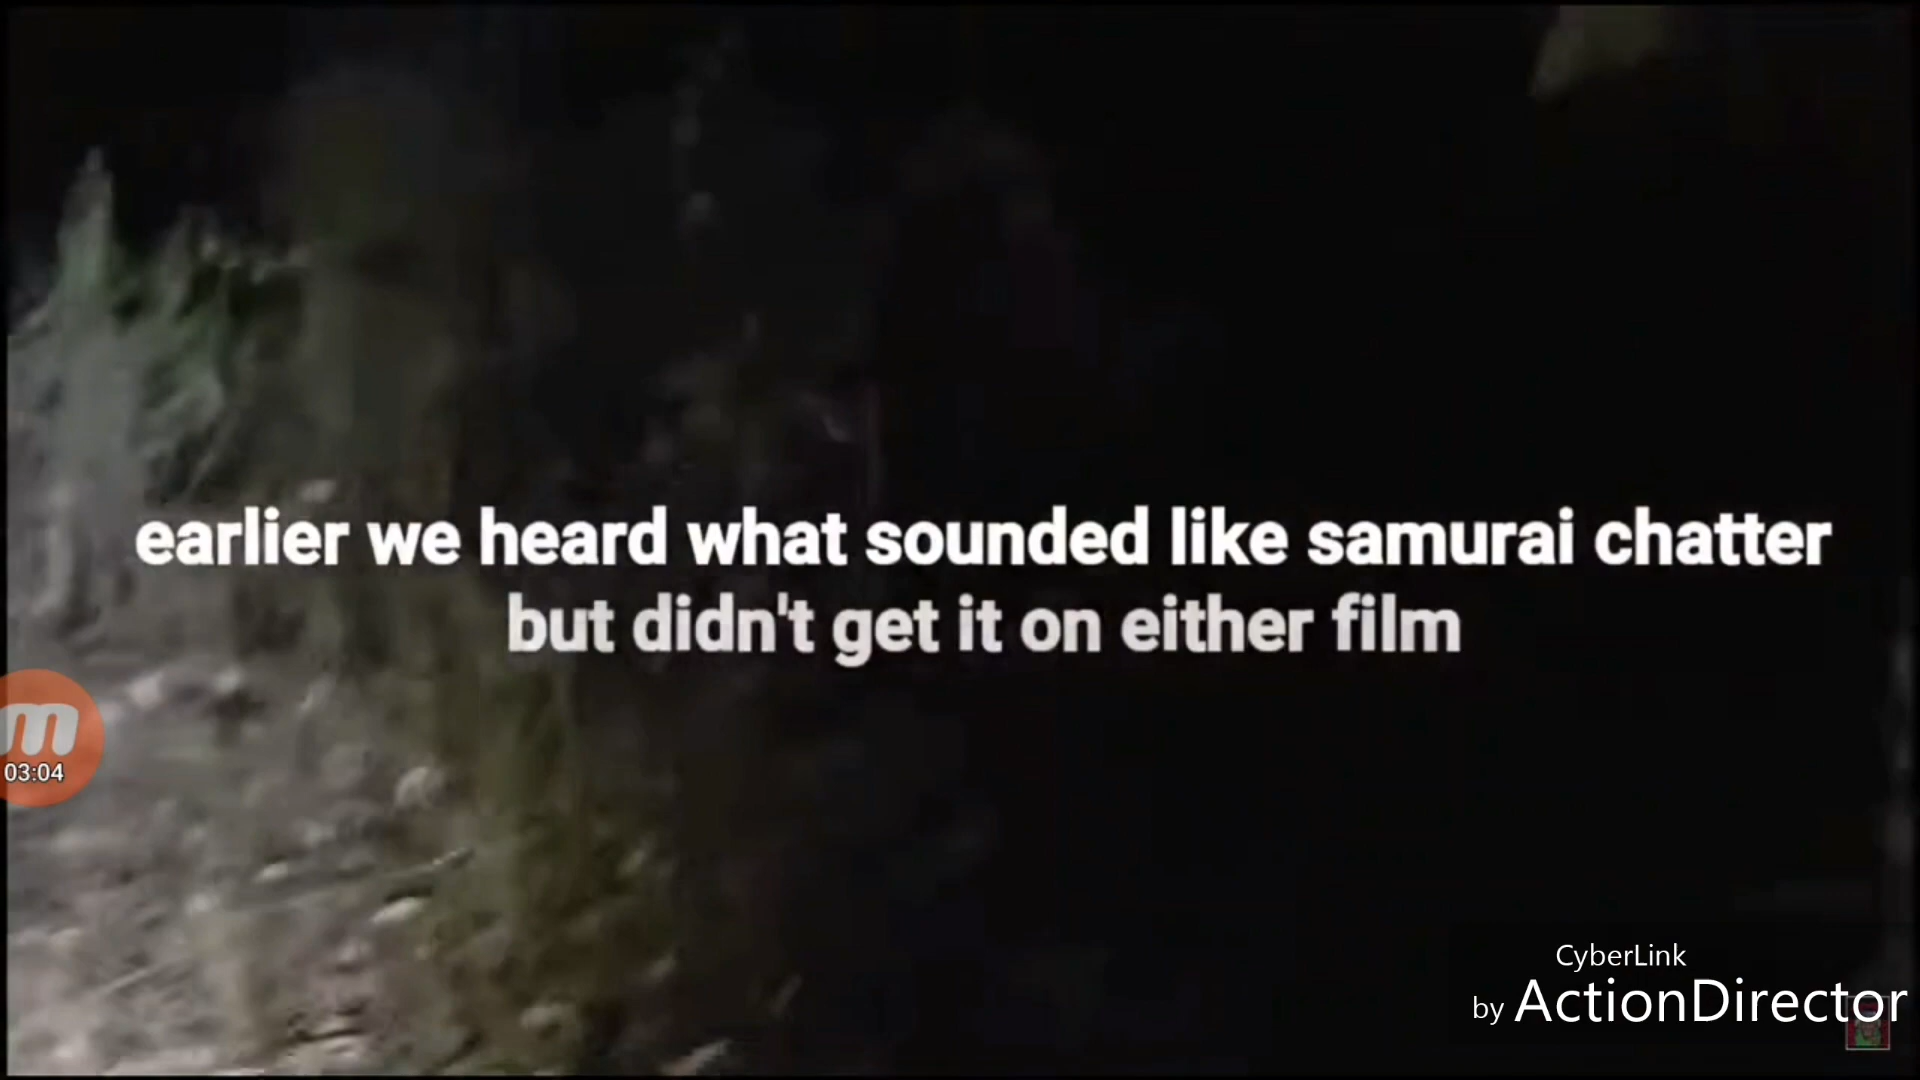 earlier we heard what sounded like samurai chatter
but didn't get it on either film
m
03:04
CyberLink
by ActionDirector